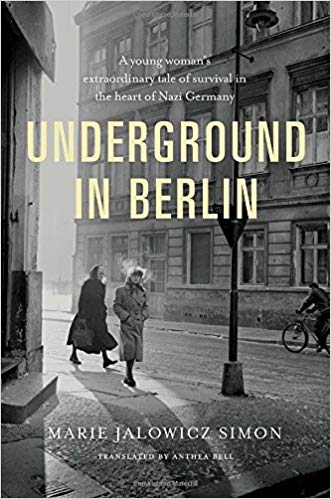 A young woman's
extraordinary tale of survival in
the heart of Nazi Germany
UNDERGROUND
IN BERLIN
MARIE JALOWICZ SIMON
TRANSLATED BY ANTHEA BELL